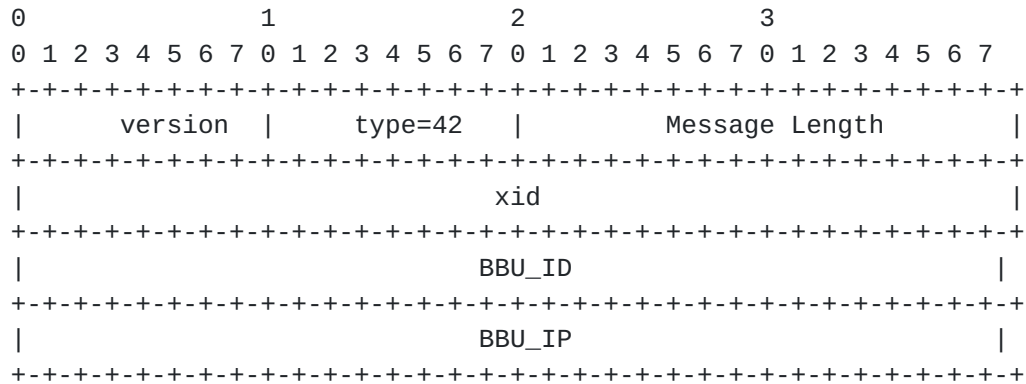 0               1               2               3
0 1 2 3 4 5 6 7 0 1 2 3 4 5 6 7 0 1 2 3 4 5 6 7 0 1 2 3 4 5 6 7
+-+-+-+-+-+-+-+-+-+-+-+-+-+-+-+-+-+-+-+-+-+-+-+-+-+-+-+-+-+-+-+-+
|      version  |     type=42   |         Message Length        |
+-+-+-+-+-+-+-+-+-+-+-+-+-+-+-+-+-+-+-+-+-+-+-+-+-+-+-+-+-+-+-+-+
|                              xid                              |
+-+-+-+-+-+-+-+-+-+-+-+-+-+-+-+-+-+-+-+-+-+-+-+-+-+-+-+-+-+-+-+-+
|                             BBU_ID                           |
+-+-+-+-+-+-+-+-+-+-+-+-+-+-+-+-+-+-+-+-+-+-+-+-+-+-+-+-+-+-+-+-+
|                             BBU_IP                           |
+-+-+-+-+-+-+-+-+-+-+-+-+-+-+-+-+-+-+-+-+-+-+-+-+-+-+-+-+-+-+-+-+